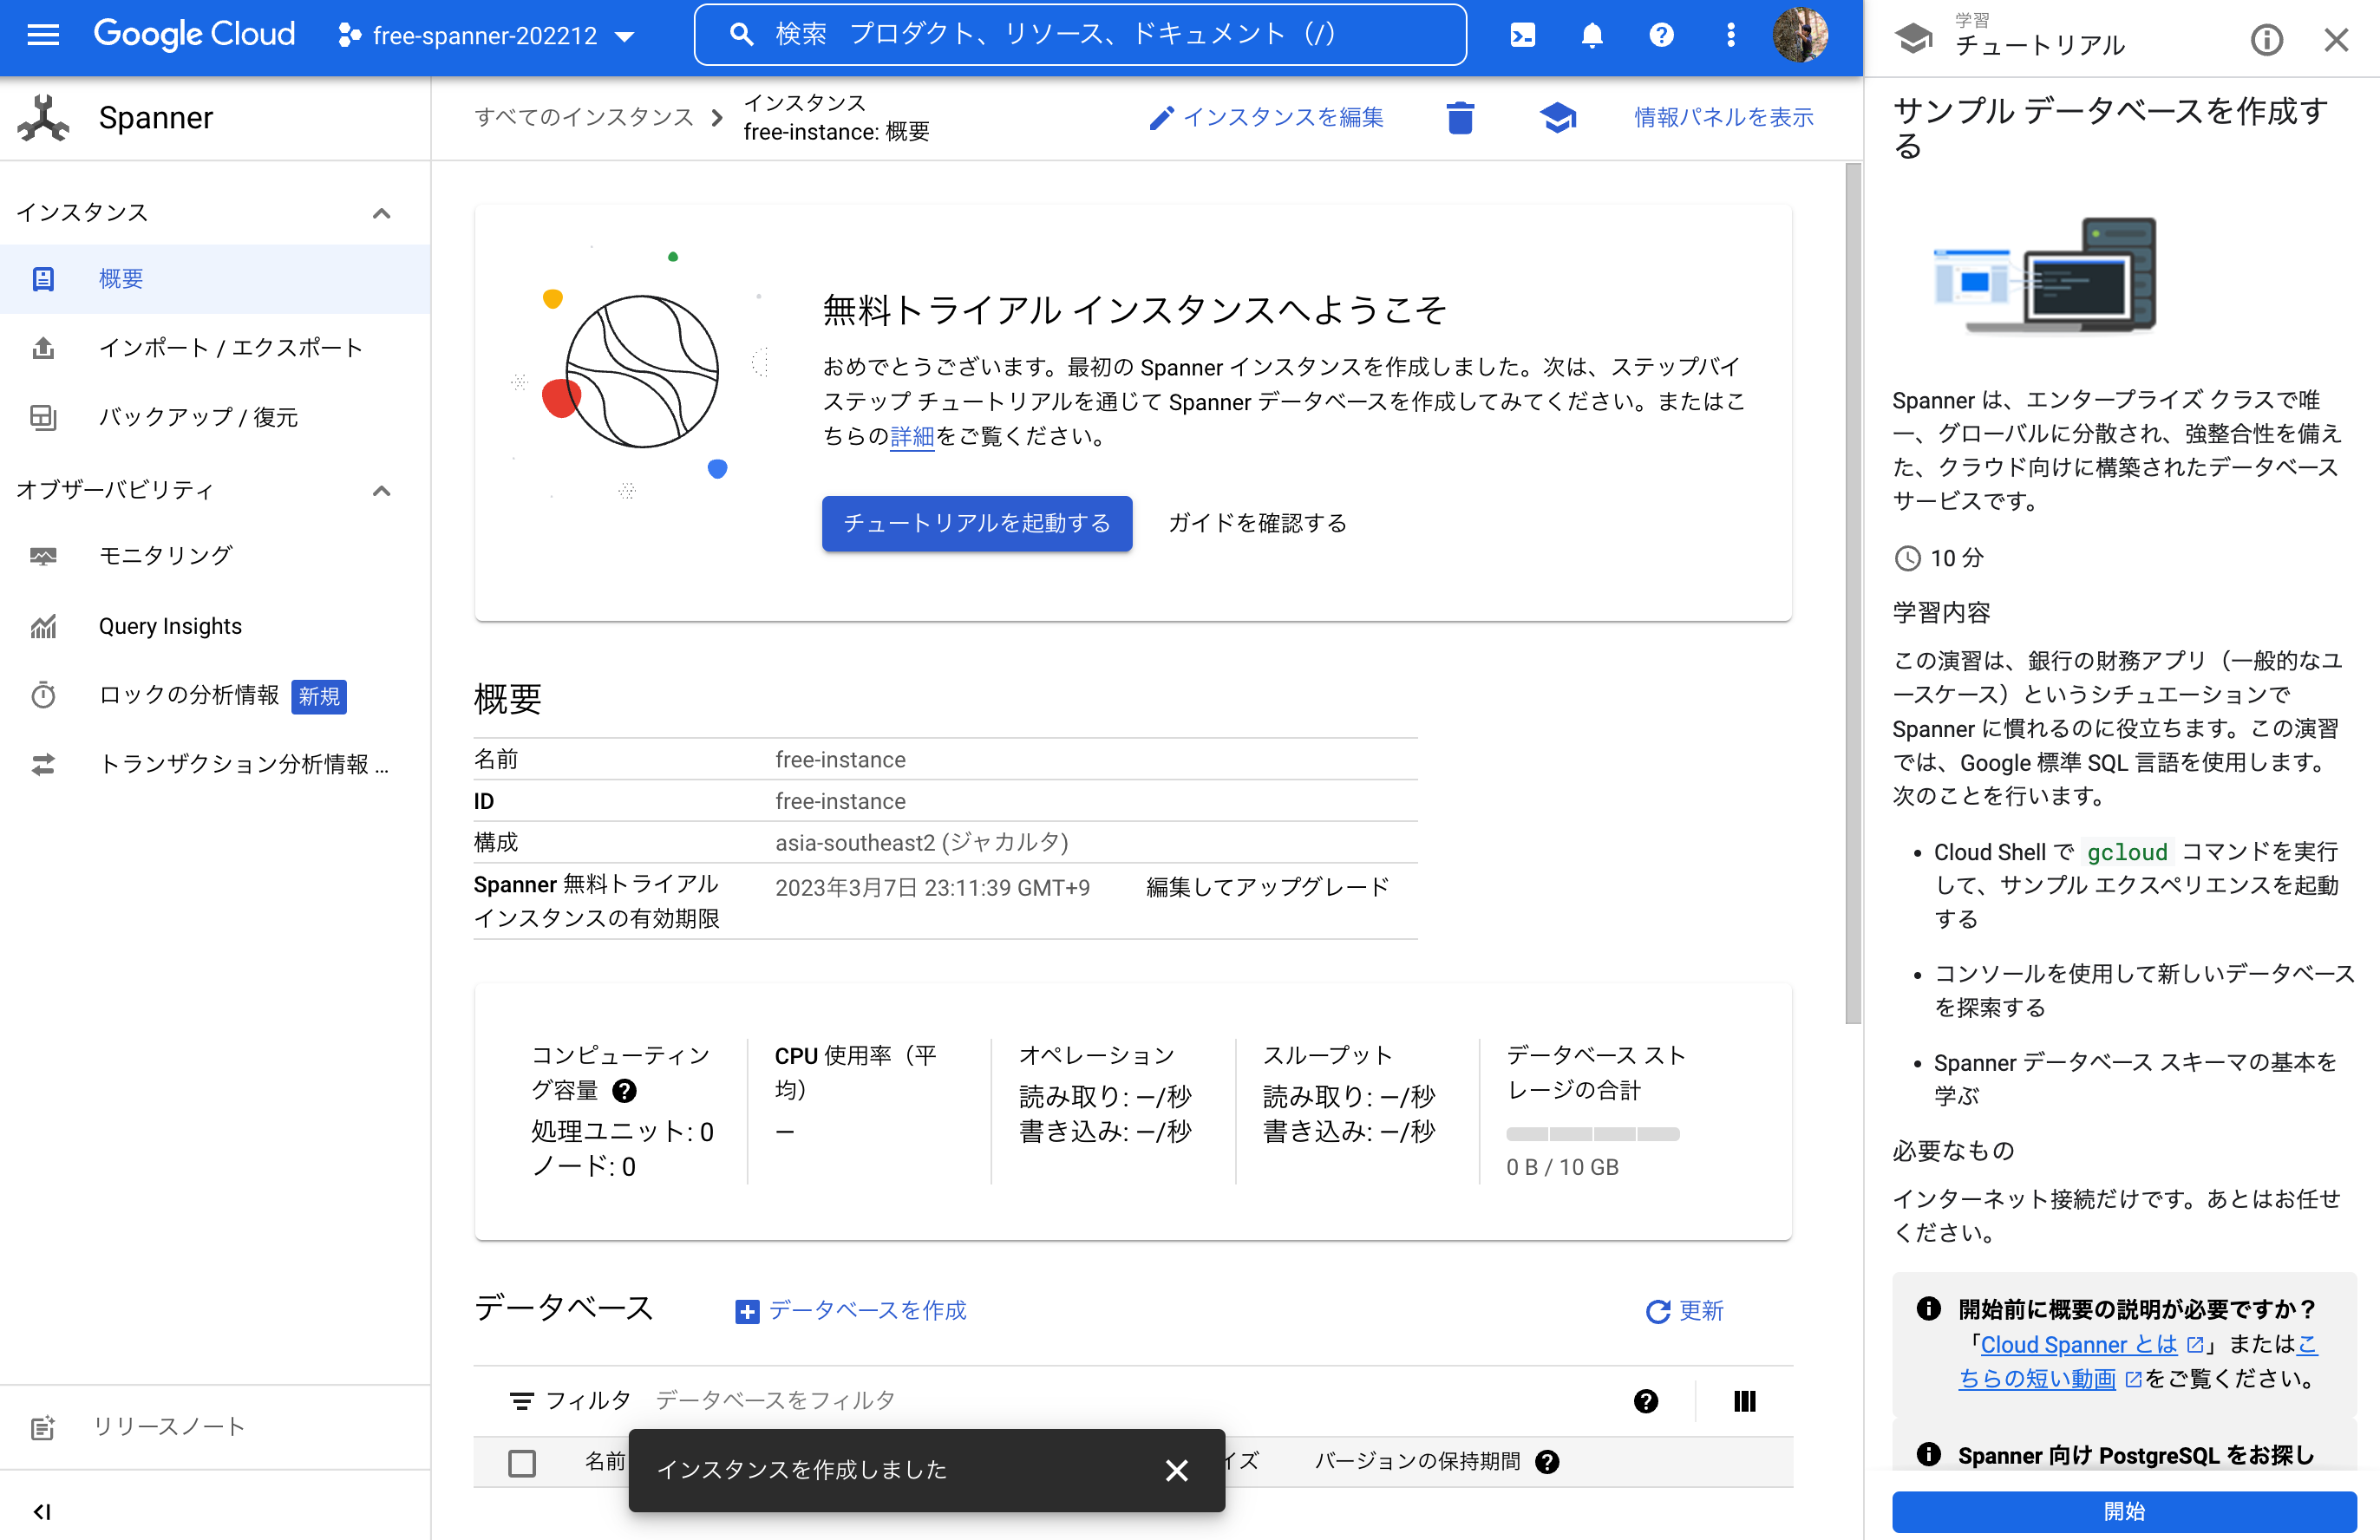 Google Cloud
free-spanner-202212
検索 プロダクト、リソース、ドキュメント (/)
学習
チュートリアル
Spanner
すべてのインスタンス
インスタンス
free-instance: 概要
インスタンスを編集
情報パネルを表示
インスタンス
概要
インポート / エクスポート
バックアップ / 復元
オブザーバビリティ
モニタリング
Query Insights
ロックの分析情報 新規
トランザクション分析情報 ...
リリースノート
無料トライアル インスタンスへようこそ
おめでとうございます。最初の Spanner インスタンスを作成しました。次は、ステップバイ
ステップ チュートリアルを通じて Spanner データベースを作成してみてください。またはこ
ちらの詳細をご覧ください。
チュートリアルを起動する
ガイドを確認する
概要
名前 free-instance
ID free-instance
構成 asia-southeast2 (ジャカルタ)
Spanner 無料トライアル
インスタンスの有効期限
2023年3月7日 23:11:39 GMT+9
編集してアップグレード
コンピューティン
グ容量
処理ユニット: 0
ノード: 0
CPU 使用率（平
均）
—
オペレーション
読み取り: —/秒
書き込み: —/秒
スループット
読み取り: —/秒
書き込み: —/秒
データベース スト
レージの合計
0 B / 10 GB
データベース
データベースを作成
更新
フィルタ データベースをフィルタ
名前
イズ
バージョンの保持期間
インスタンスを作成しました
サンプル データベースを作成す
る
Spanner は、エンタープライズ クラスで唯
一、グローバルに分散され、強整合性を備え
た、クラウド向けに構築されたデータベース
サービスです。
10 分
学習内容
この演習は、銀行の財務アプリ（一般的なユ
ースケース）というシチュエーションで
Spanner に慣れるのに役立ちます。この演習
では、Google 標準 SQL 言語を使用します。
次のことを行います。
• Cloud Shell で gcloud コマンドを実行
して、サンプル エクスペリエンスを起動
する
• コンソールを使用して新しいデータベース
を探索する
• Spanner データベース スキーマの基本を
学ぶ
必要なもの
インターネット接続だけです。あとはお任せ
ください。
開始前に概要の説明が必要ですか？
「Cloud Spanner とは」またはこ
ちらの短い動画をご覧ください。
Spanner 向け PostgreSQL をお探し
開始